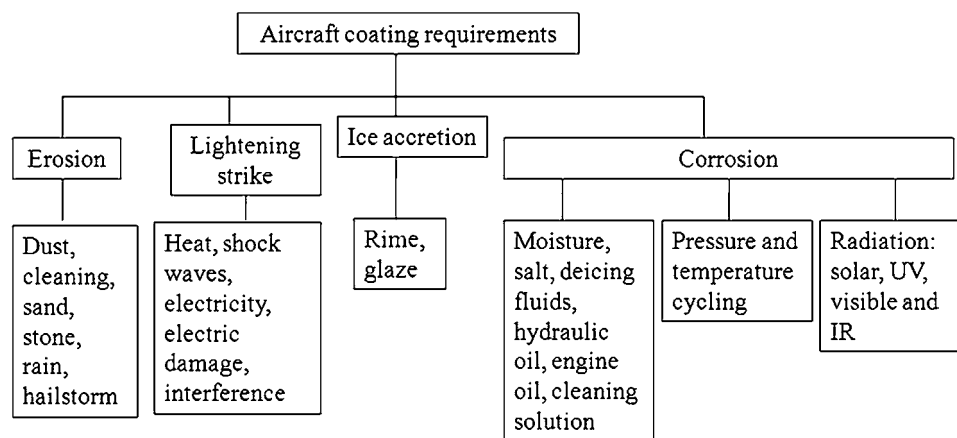 Aircraft coating requirements
Erosion
Lightening
strike
Ice accretion
Corrosion
Dust,
cleaning,
sand,
stone,
rain,
hailstorm
Heat, shock
waves,
electricity,
electric
damage,
interference
Rime,
glaze
Moisture,
salt, deicing
fluids,
hydraulic
oil, engine
oil, cleaning
solution
Pressure and
temperature
cycling
Radiation:
solar, UV,
visible and
IR